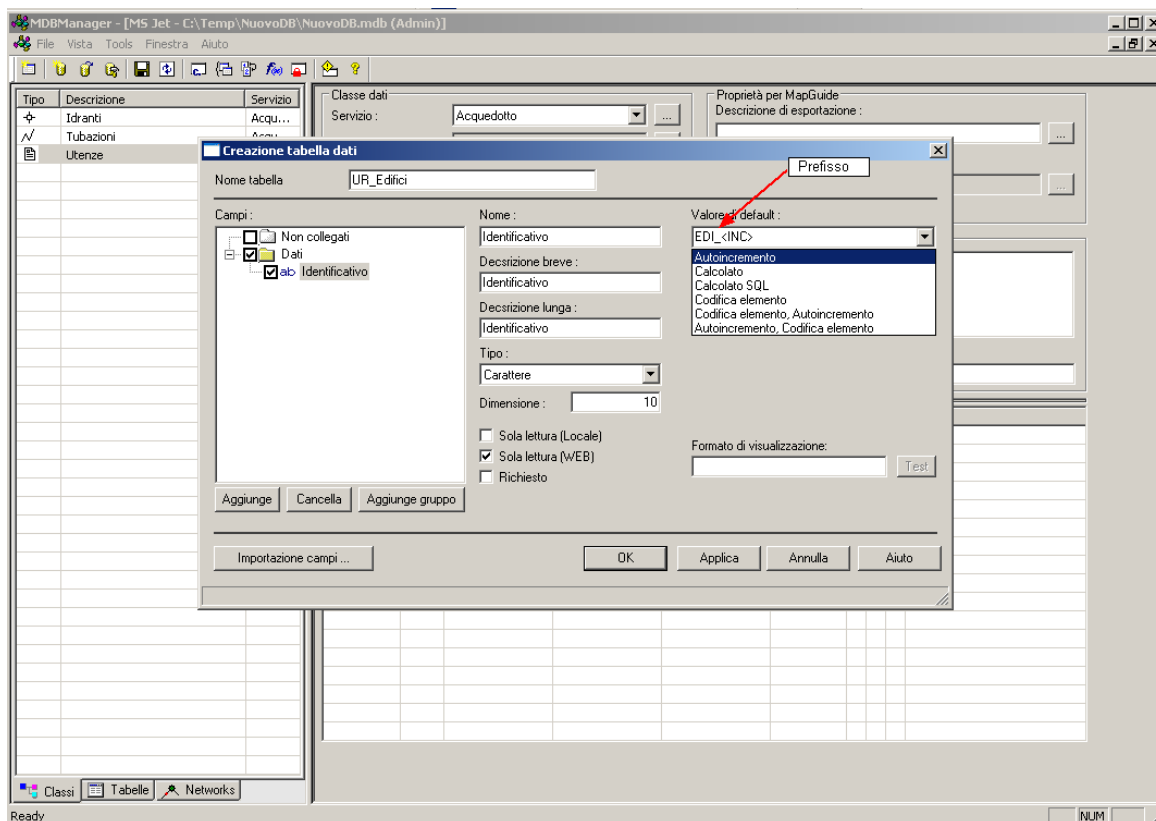 MDBManager - [MS Jet - C:\Temp\NuovoDB\NuovoDB.mdb (Admin)]
File Vista Tools Finestra Aiuto
Tipo Descrizione Servizio
Idranti Acqu...
Tubazioni
Utenze
Classe dati
Servizio : Acquedotto ...
Proprietà per MapGuide
Descrizione di esportazione :
...
...
Creazione tabella dati
Nome tabella UR_Edifici
Prefisso
Campi :
Non collegati
Dati
ab Identificativo
Aggiunge Cancella Aggiunge gruppo
Nome :
Identificativo
Decsrizione breve :
Identificativo
Decsrizione lunga :
Identificativo
Tipo :
Carattere
Dimensione : 10
Sola lettura (Locale)
Sola lettura (WEB)
Richiesto
Valore di default :
EDI_<INC>
Autoincremento
Calcolato
Calcolato SQL
Codifica elemento
Codifica elemento, Autoincremento
Autoincremento, Codifica elemento
Formato di visualizzazione:
Test
Importazione campi ... OK Applica Annulla Aiuto
Classi Tabelle Networks
Ready NUM